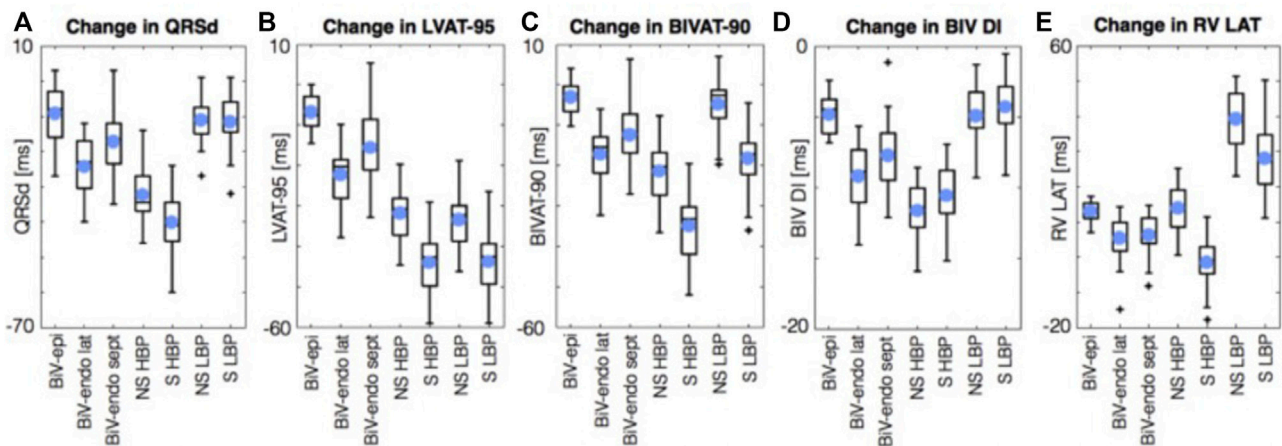 A Change in QRSd
10
QRSd [ms]
-70
BiV-epi
BiV-endo lat
BiV-endo sept
NS HBP
S HBP
NS LBP
S LBP
B Change in LVAT-95
10
LVAT-95 [ms]
-60
BiV-epi
BiV-endo lat
BiV-endo sept
NS HBP
S HBP
NS LBP
S LBP
C Change in BIVAT-90
10
BIVAT-90 [ms]
-60
BiV-epi
BiV-endo lat
BiV-endo sept
NS HBP
S HBP
NS LBP
S LBP
D Change in BIV DI
0
BIV DI [ms]
-20
BiV-epi
BiV-endo lat
BiV-endo sept
NS HBP
S HBP
NS LBP
S LBP
E Change in RV LAT
60
RV LAT [ms]
-20
BiV-epi
BiV-endo lat
BiV-endo sept
NS HBP
S HBP
NS LBP
S LBP